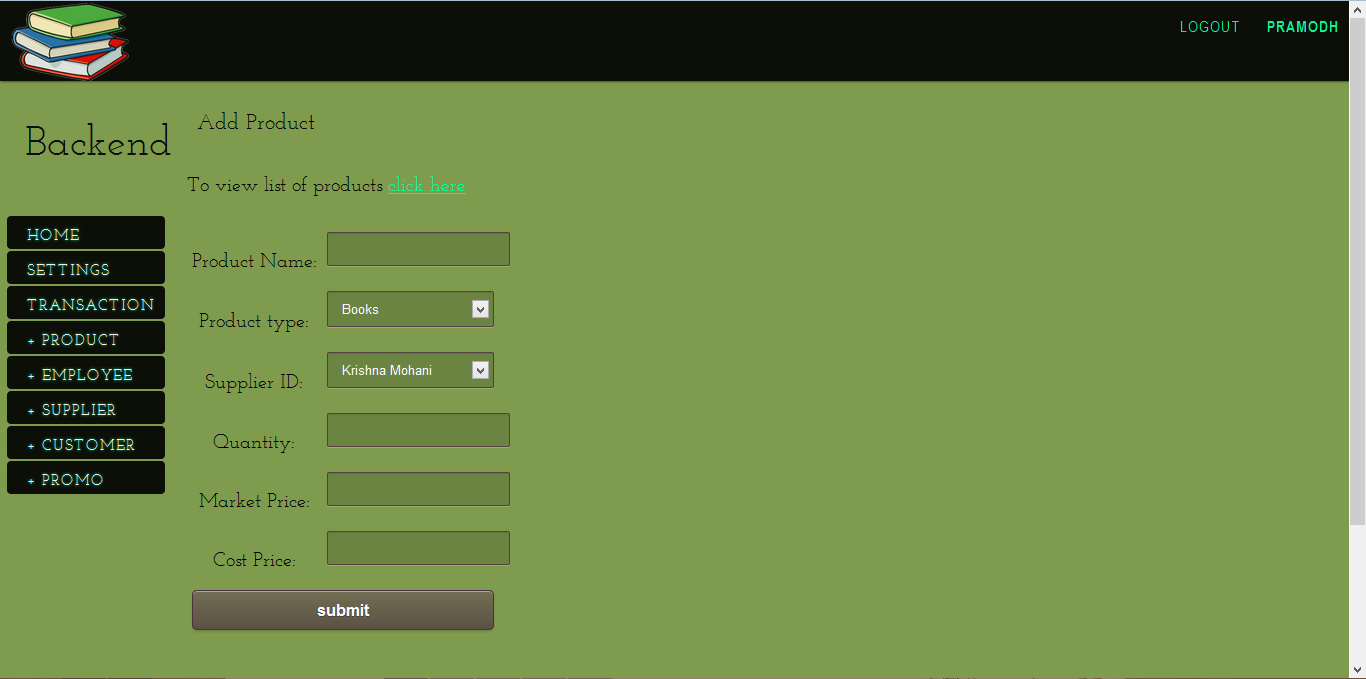 LOGOUT PRAMODH
Backend
Add Product
To view list of products click here
HOME
SETTINGS
TRANSACTION
+ PRODUCT
+ EMPLOYEE
+ SUPPLIER
+ CUSTOMER
+ PROMO
Product Name:
Product type: Books
Supplier ID: Krishna Mohani
Quantity:
Market Price:
Cost Price:
submit